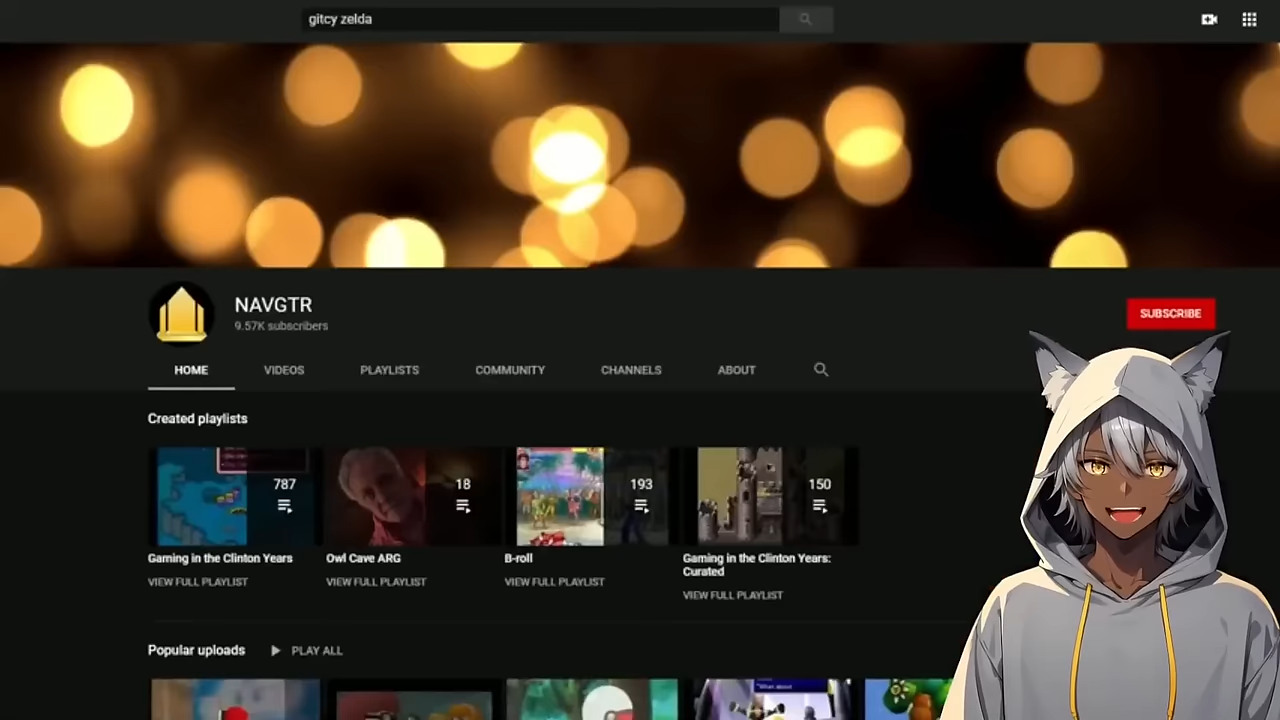 gitcy zelda
NAVGTR
9.57K subscribers
SUBSCRIBE
HOME VIDEOS PLAYLISTS COMMUNITY CHANNELS ABOUT
Created playlists
787 18 193 150
Gaming in the Clinton Years Owl Cave ARG B-roll Gaming in the Clinton Years:
Curated
VIEW FULL PLAYLIST VIEW FULL PLAYLIST VIEW FULL PLAYLIST VIEW FULL PLAYLIST
Popular uploads PLAY ALL